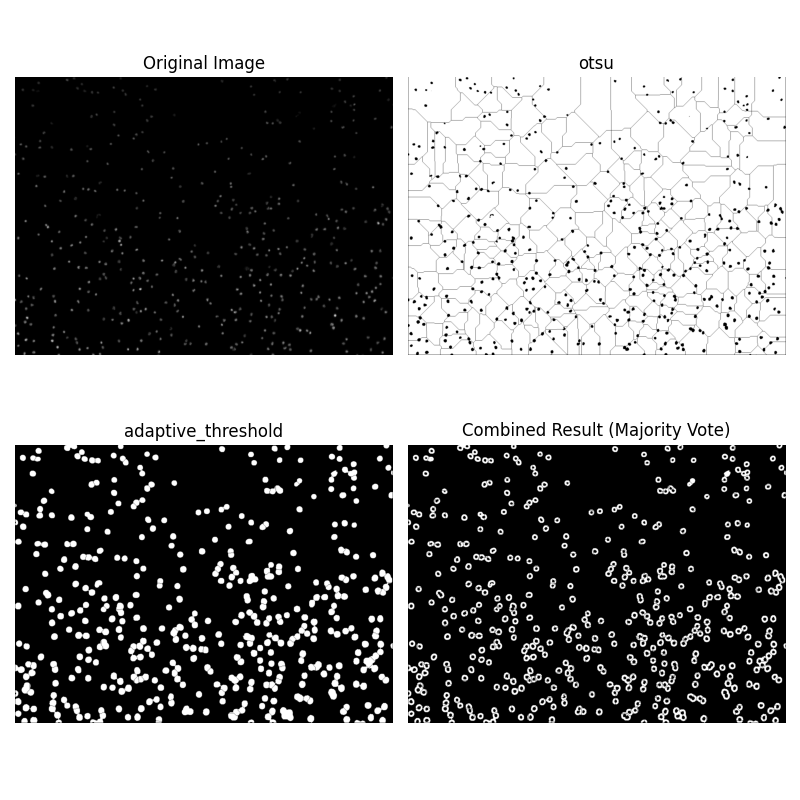 Original Image
otsu
adaptive_threshold
Combined Result (Majority Vote)